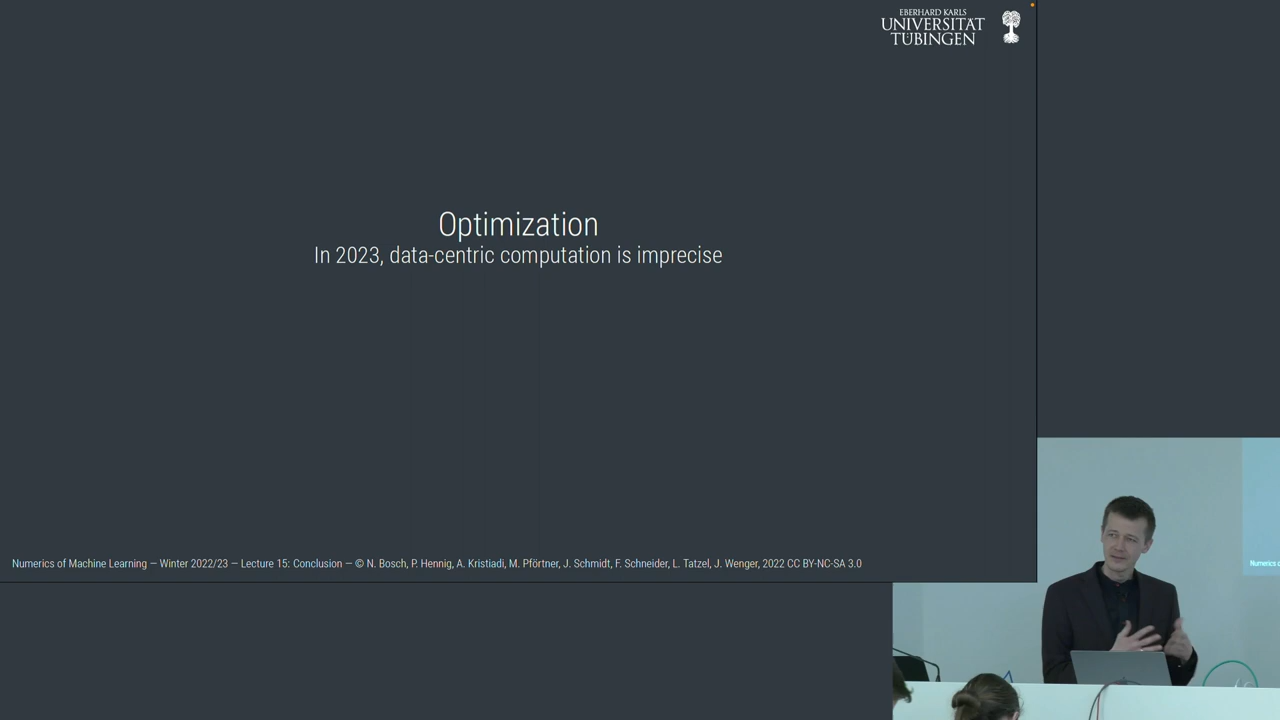 EBERHARD KARLS
UNIVERSITÄT
TÜBINGEN
Optimization
In 2023, data-centric computation is imprecise
Numerics of Machine Learning — Winter 2022/23 — Lecture 15: Conclusion — © N. Bosch, P. Hennig, A. Kristiadi, M. Pförtner, J. Schmidt, F. Schneider, L. Tatzel, J. Wenger, 2022 CC BY-NC-SA 3.0
Numerics o